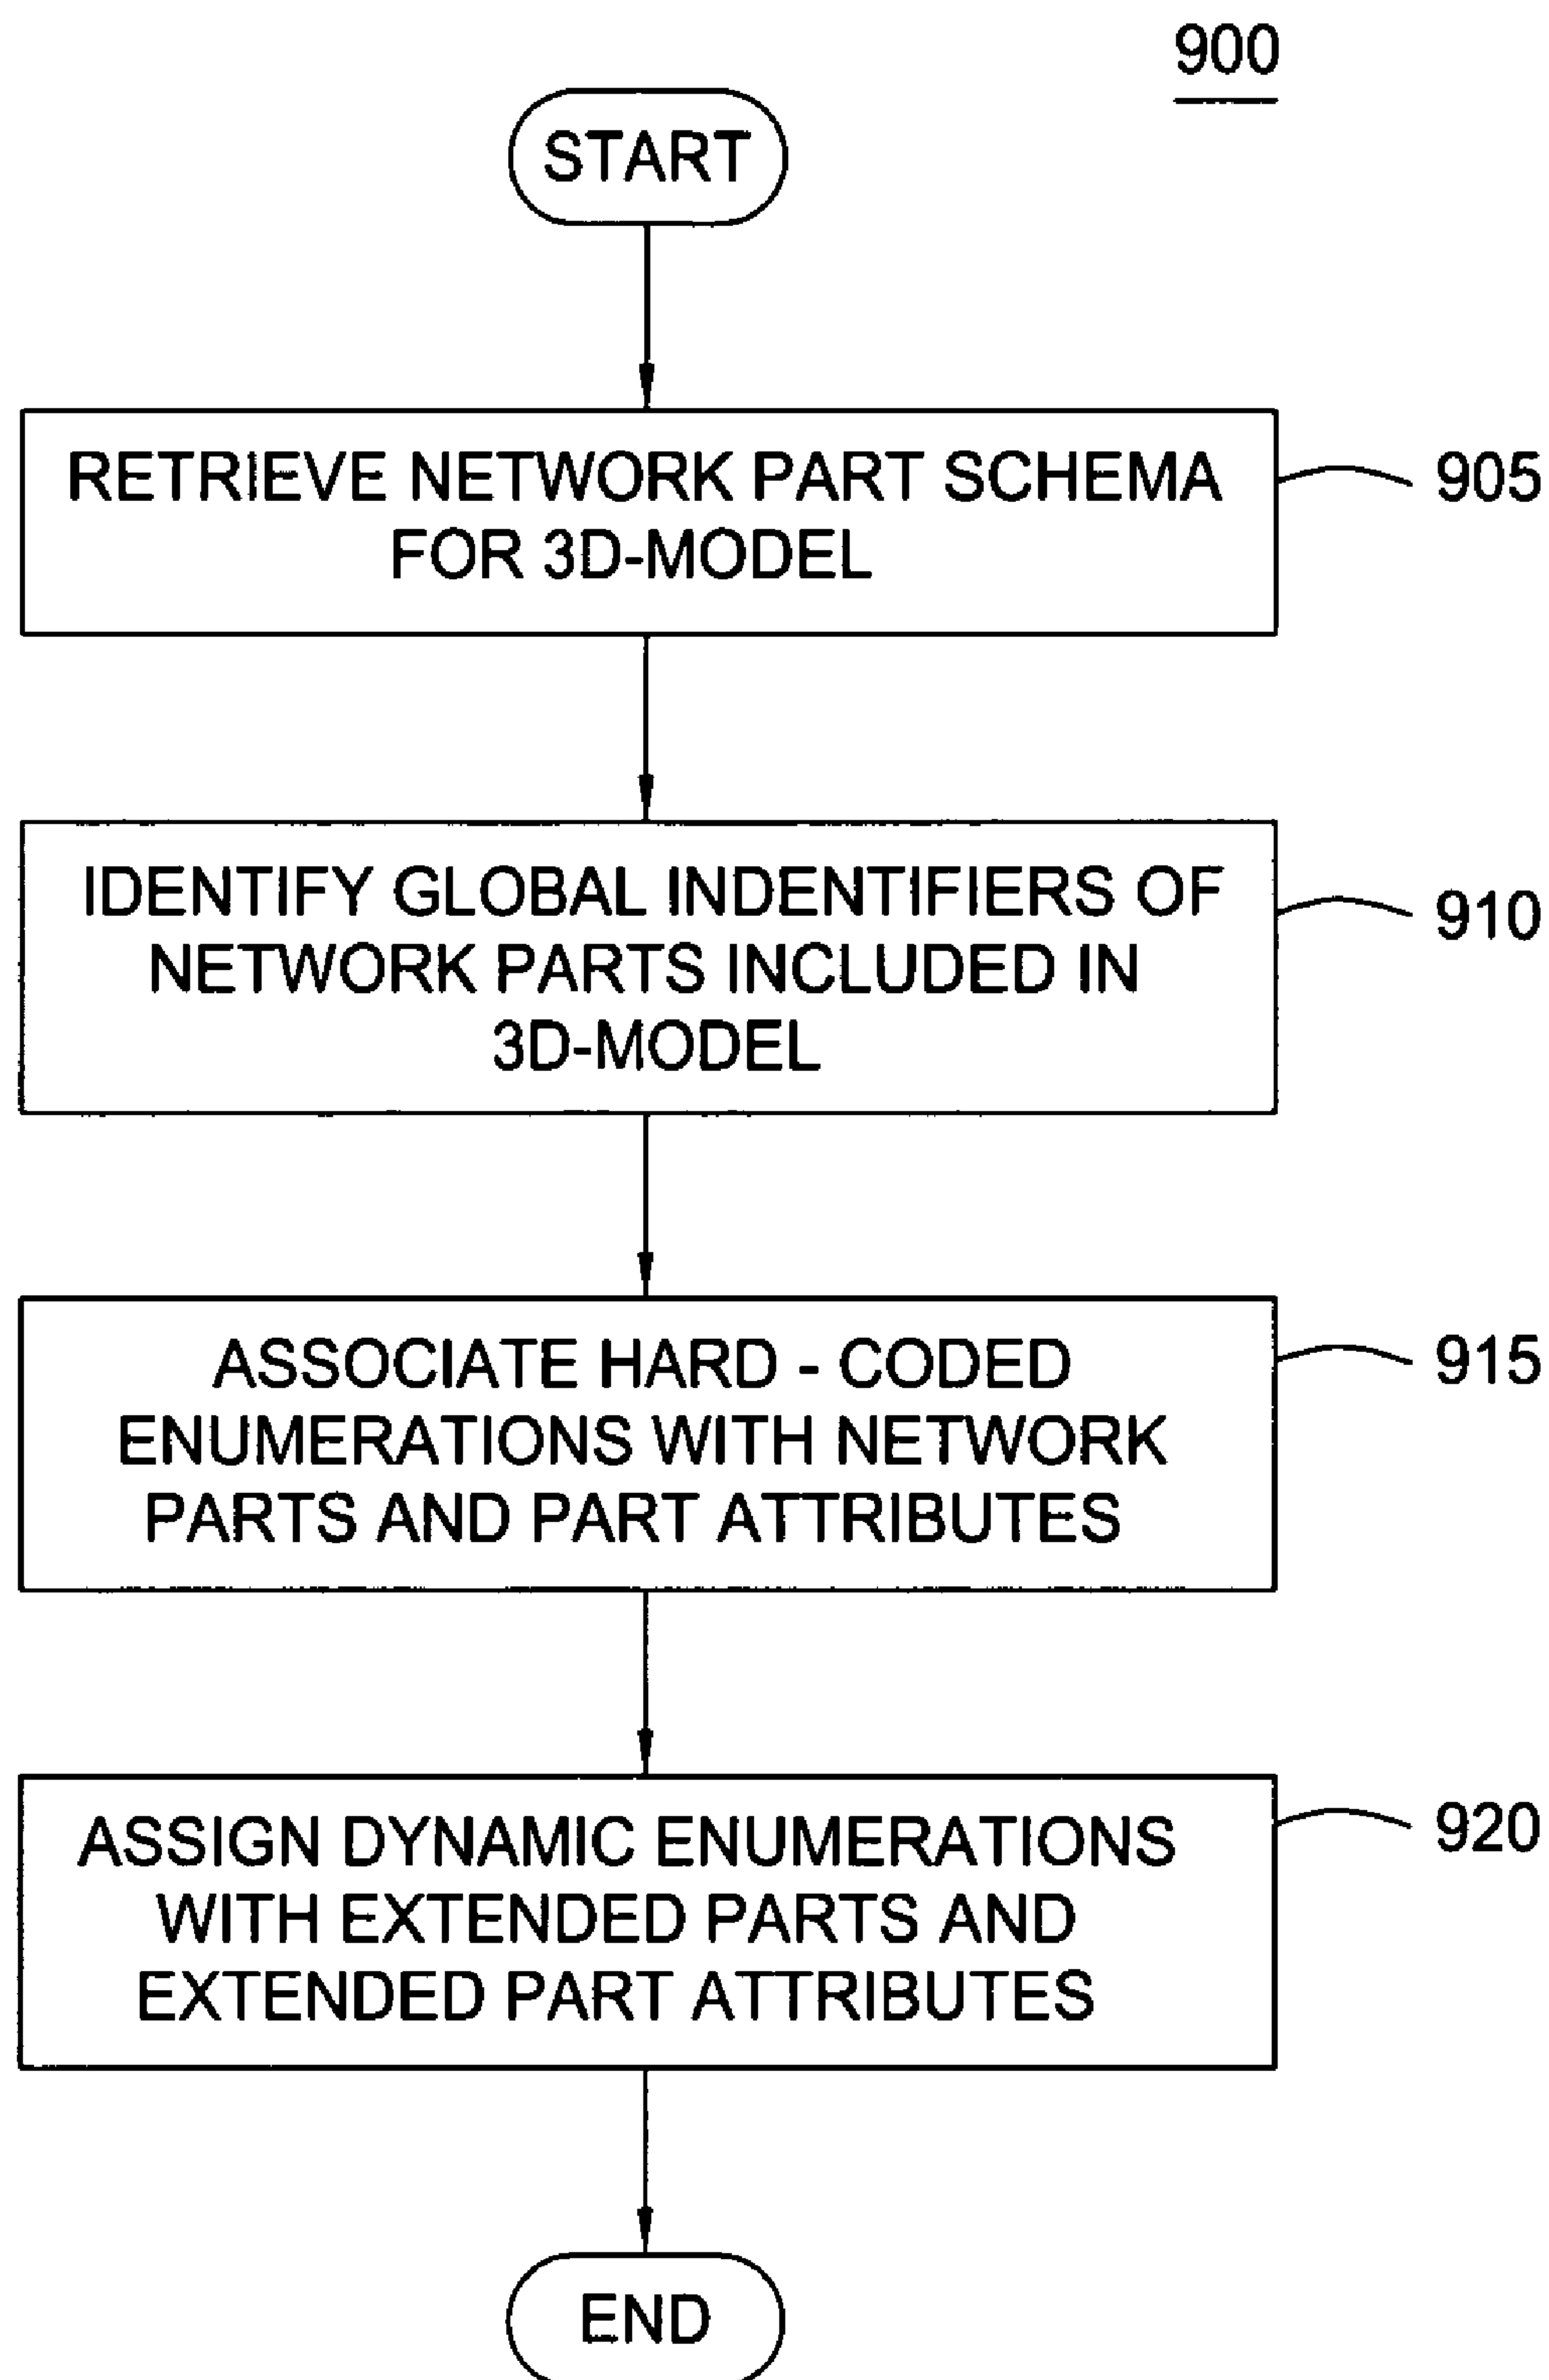 900
START
RETRIEVE NETWORK PART SCHEMA
FOR 3D-MODEL
905
IDENTIFY GLOBAL INDENTIFIERS OF
NETWORK PARTS INCLUDED IN
3D-MODEL
910
ASSOCIATE HARD - CODED
ENUMERATIONS WITH NETWORK
PARTS AND PART ATTRIBUTES
915
ASSIGN DYNAMIC ENUMERATIONS
WITH EXTENDED PARTS AND
EXTENDED PART ATTRIBUTES
920
END